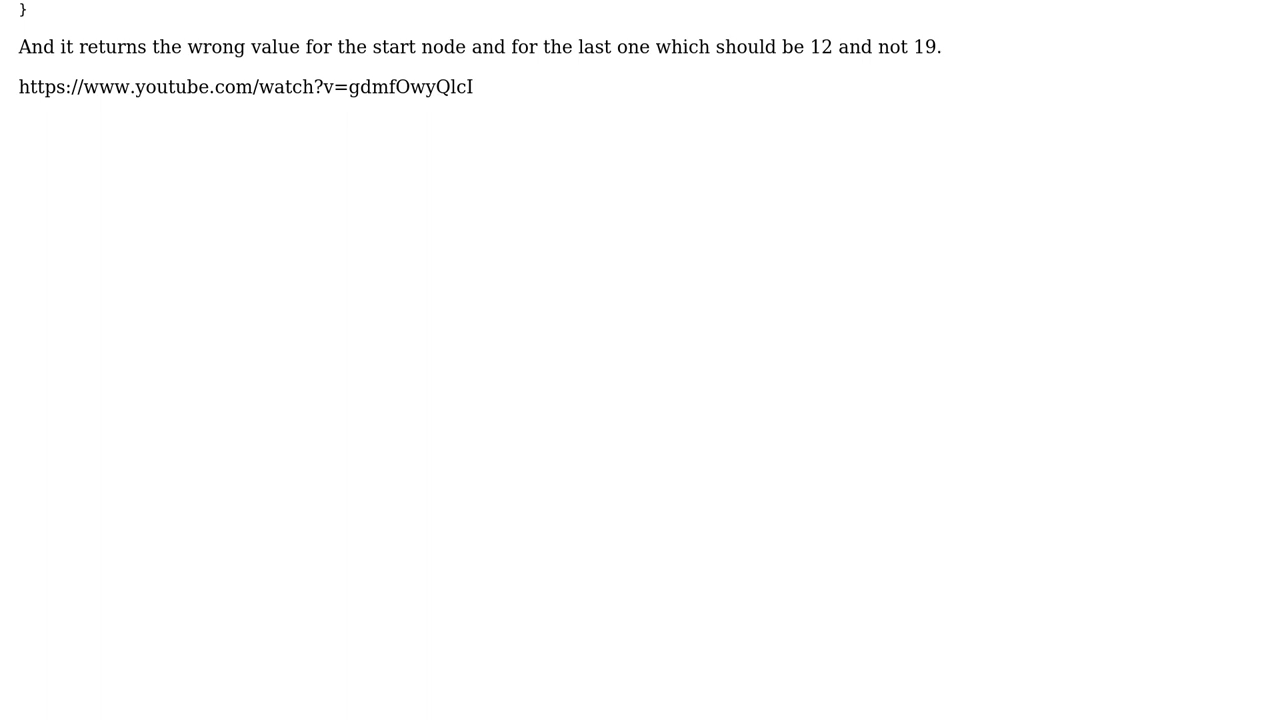 }
And it returns the wrong value for the start node and for the last one which should be 12 and not 19.
https://www.youtube.com/watch?v=gdmfOwyQlcI